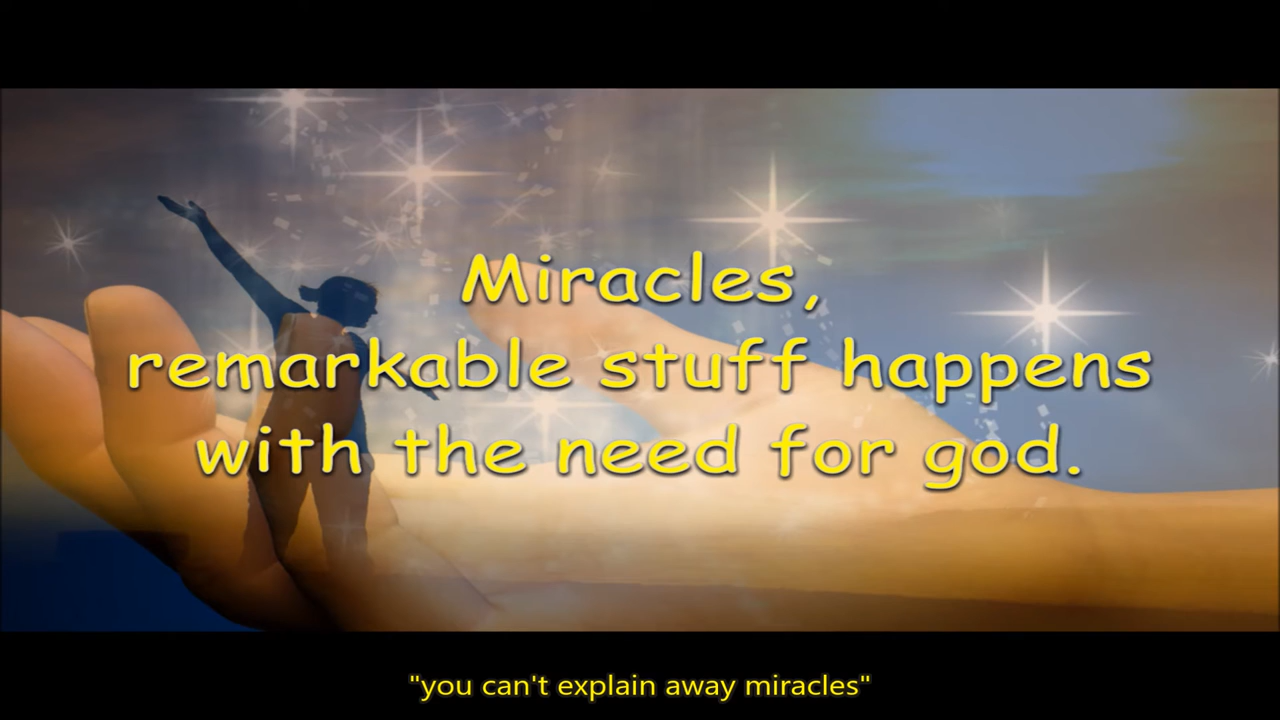 Miracles,
remarkable stuff happens
with the need for god.
"you can't explain away miracles"